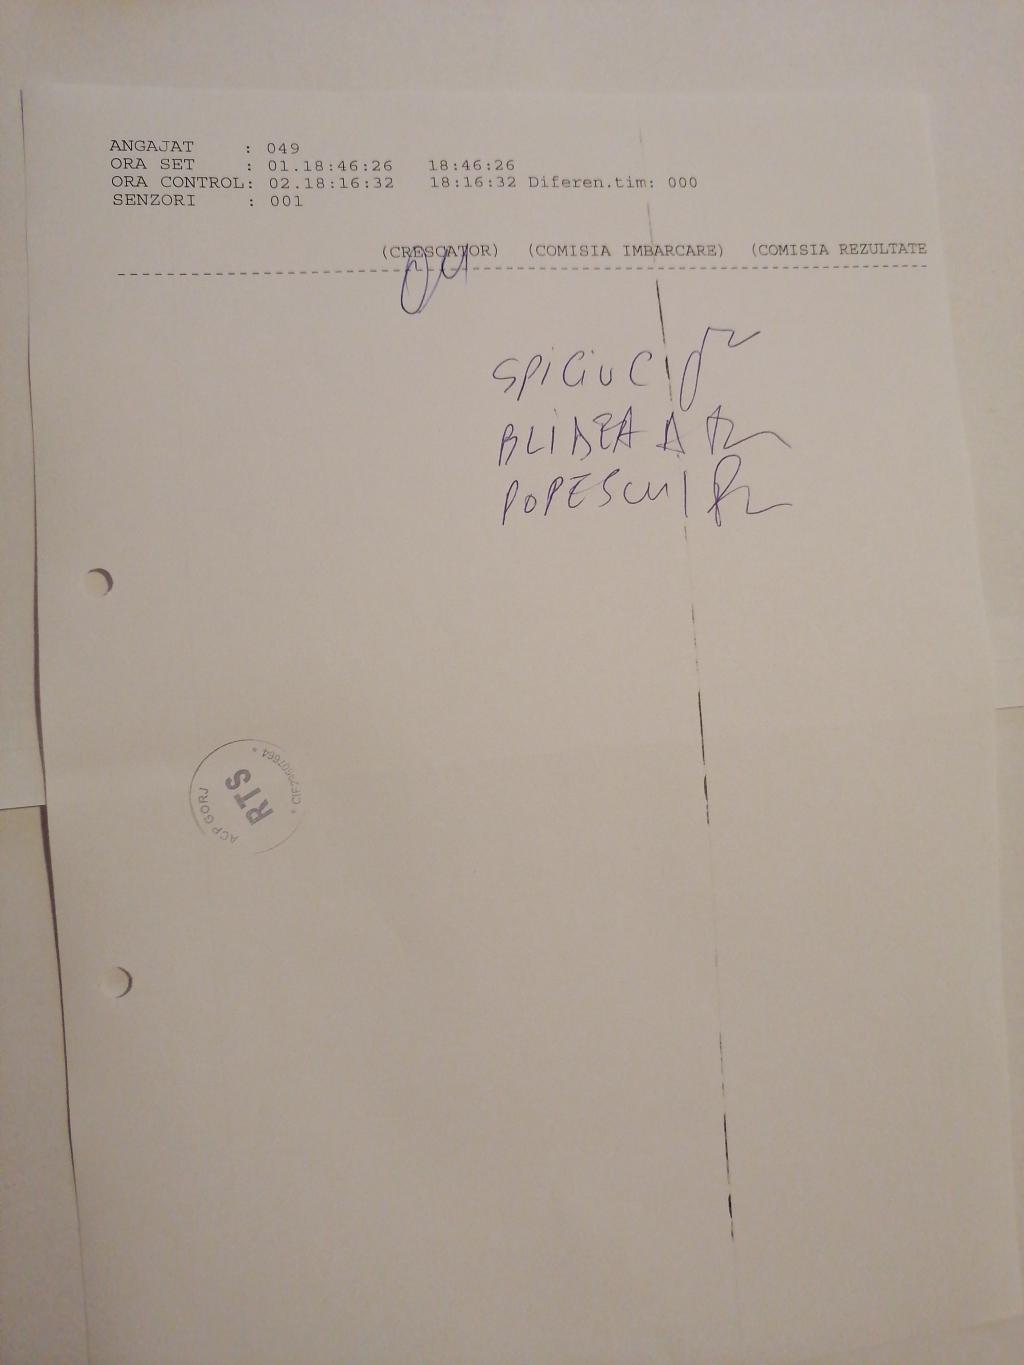 ANGAJAT : 049
ORA SET : 01.18:46:26 18:46:26
ORA CONTROL: 02.18:16:32 18:16:32 Diferen.tim: 000
SENZORI : 001
(CRESCATOR) (COMISIA IMBARCARE) (COMISIA REZULTATE
SPiCiUC I
BLIDEA A
POPESCU I
ACP GORJ
RTS
* CIF29607664 *